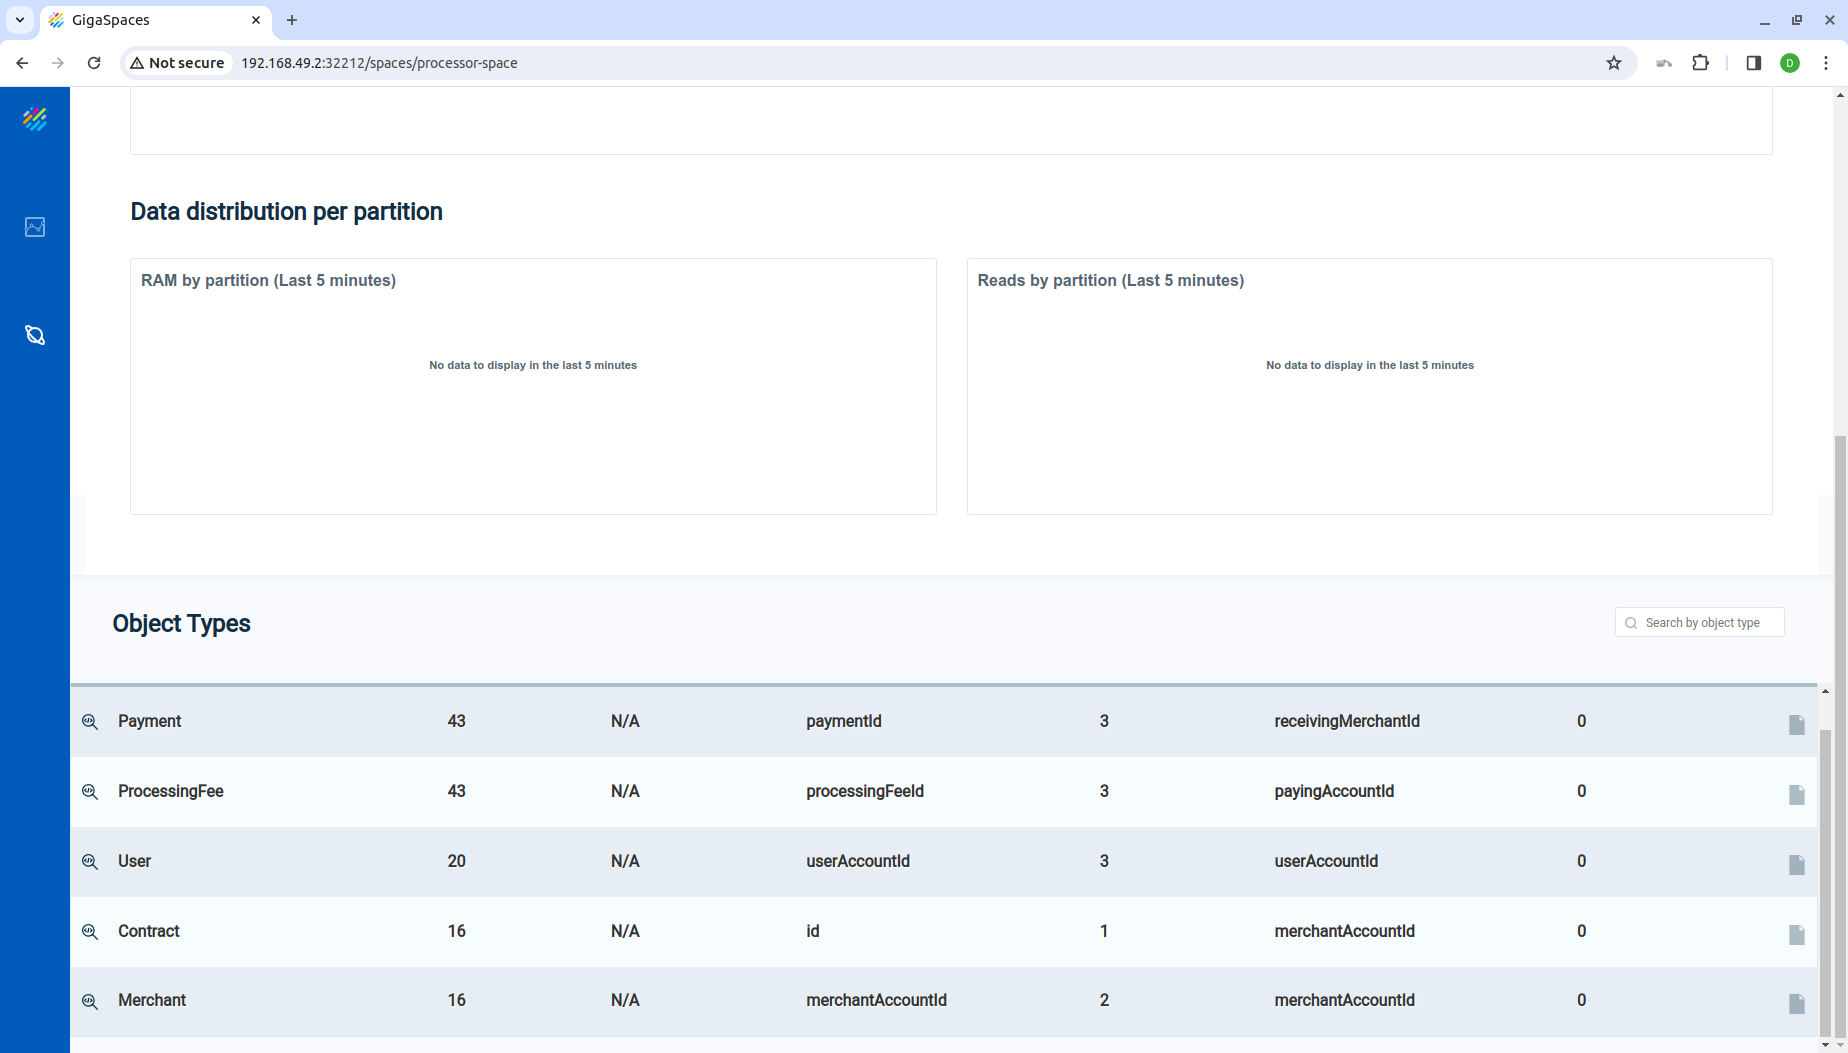 GigaSpaces
Not secure 192.168.49.2:32212/spaces/processor-space
D
Data distribution per partition
RAM by partition (Last 5 minutes)
Reads by partition (Last 5 minutes)
No data to display in the last 5 minutes
No data to display in the last 5 minutes
Object Types
Search by object type
Payment 43 N/A paymentId 3 receivingMerchantId 0
ProcessingFee 43 N/A processingFeeId 3 payingAccountId 0
User 20 N/A userAccountId 3 userAccountId 0
Contract 16 N/A id 1 merchantAccountId 0
Merchant 16 N/A merchantAccountId 2 merchantAccountId 0